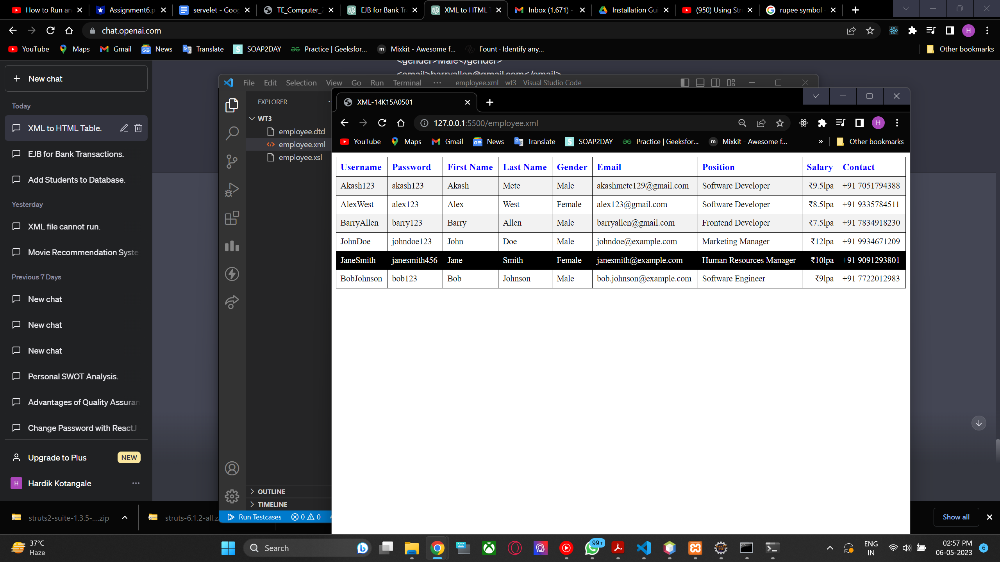 How to Run an
Assignment6.p
servelet - Goog
TE_Computer_2
EJB for Bank Tr
XML to HTML T
Inbox (1,671) -
Installation Gui
(950) Using Str
rupee symbol -
chat.openai.com
H
YouTube
Maps
Gmail
News
Translate
SOAP2DAY
Practice | Geeksfor...
Mixkit - Awesome f...
Fount · Identify any...
Other bookmarks
<gender>Male</gender>
<email>barryallen@gmail.com</email>
New chat
Today
XML to HTML Table.
EJB for Bank Transactions.
Add Students to Database.
Yesterday
XML file cannot run.
Movie Recommendation Syste
Previous 7 Days
New chat
New chat
New chat
Personal SWOT Analysis.
Advantages of Quality Assuran
Change Password with ReactJ
Upgrade to Plus
NEW
H
Hardik Kotangale
File Edit Selection View Go Run Terminal ···
employee.xml - wt3 - Visual Studio Code
EXPLORER
WT3
employee.dtd
employee.xml
employee.xsl
OUTLINE
TIMELINE
Run Testcases 0 0
XML-14K15A0501
127.0.0.1:5500/employee.xml
H
YouTube
Maps
Gmail
News
Translate
SOAP2DAY
Practice | Geeksfor...
Mixkit - Awesome f...
»
Other bookmarks
Username Password First Name Last Name Gender Email Position Salary Contact
Akash123 akash123 Akash Mete Male akashmete129@gmail.com Software Developer ₹9.5lpa +91 7051794388
AlexWest alex123 Alex West Female alex123@gmail.com Software Developer ₹8.5lpa +91 9335784511
BarryAllen barry123 Barry Allen Male barryallen@gmail.com Frontend Developer ₹7.5lpa +91 7834918230
JohnDoe johndoe123 John Doe Male johndoe@example.com Marketing Manager ₹12lpa +91 9934671209
JaneSmith janesmith456 Jane Smith Female janesmith@example.com Human Resources Manager ₹10lpa +91 9091293801
BobJohnson bob123 Bob Johnson Male bob.johnson@example.com Software Engineer ₹9lpa +91 7722012983
struts2-suite-1.3.5-....zip
struts-6.1.2-all.z
Show all
37°C
Haze
Search
99+
ENG
IN
02:57 PM
06-05-2023
6